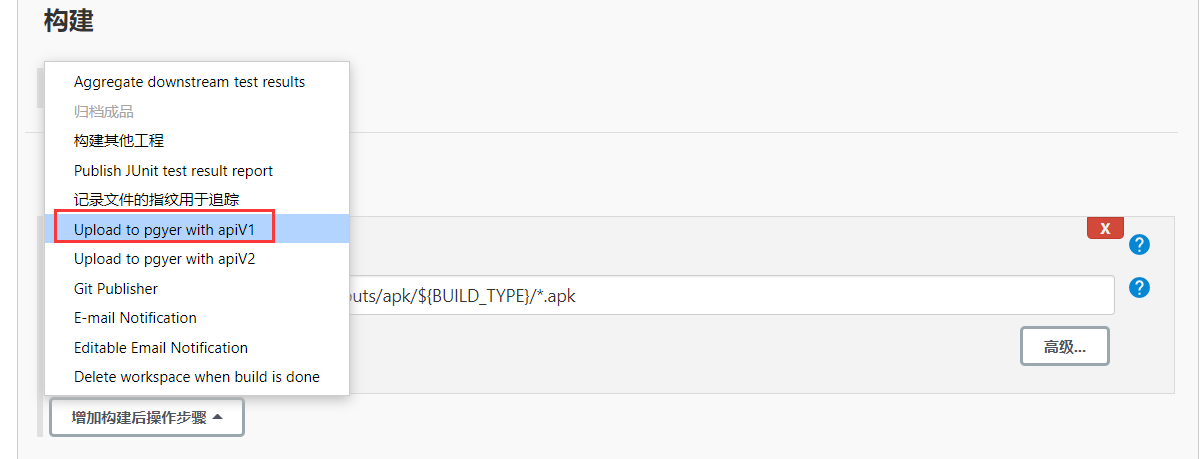 构建
Aggregate downstream test results
归档成品
构建其他工程
Publish JUnit test result report
记录文件的指纹用于追踪
Upload to pgyer with apiV1
Upload to pgyer with apiV2
Git Publisher
E-mail Notification
Editable Email Notification
Delete workspace when build is done
X
?
puts/apk/${BUILD_TYPE}/*.apk
?
高级...
增加构建后操作步骤